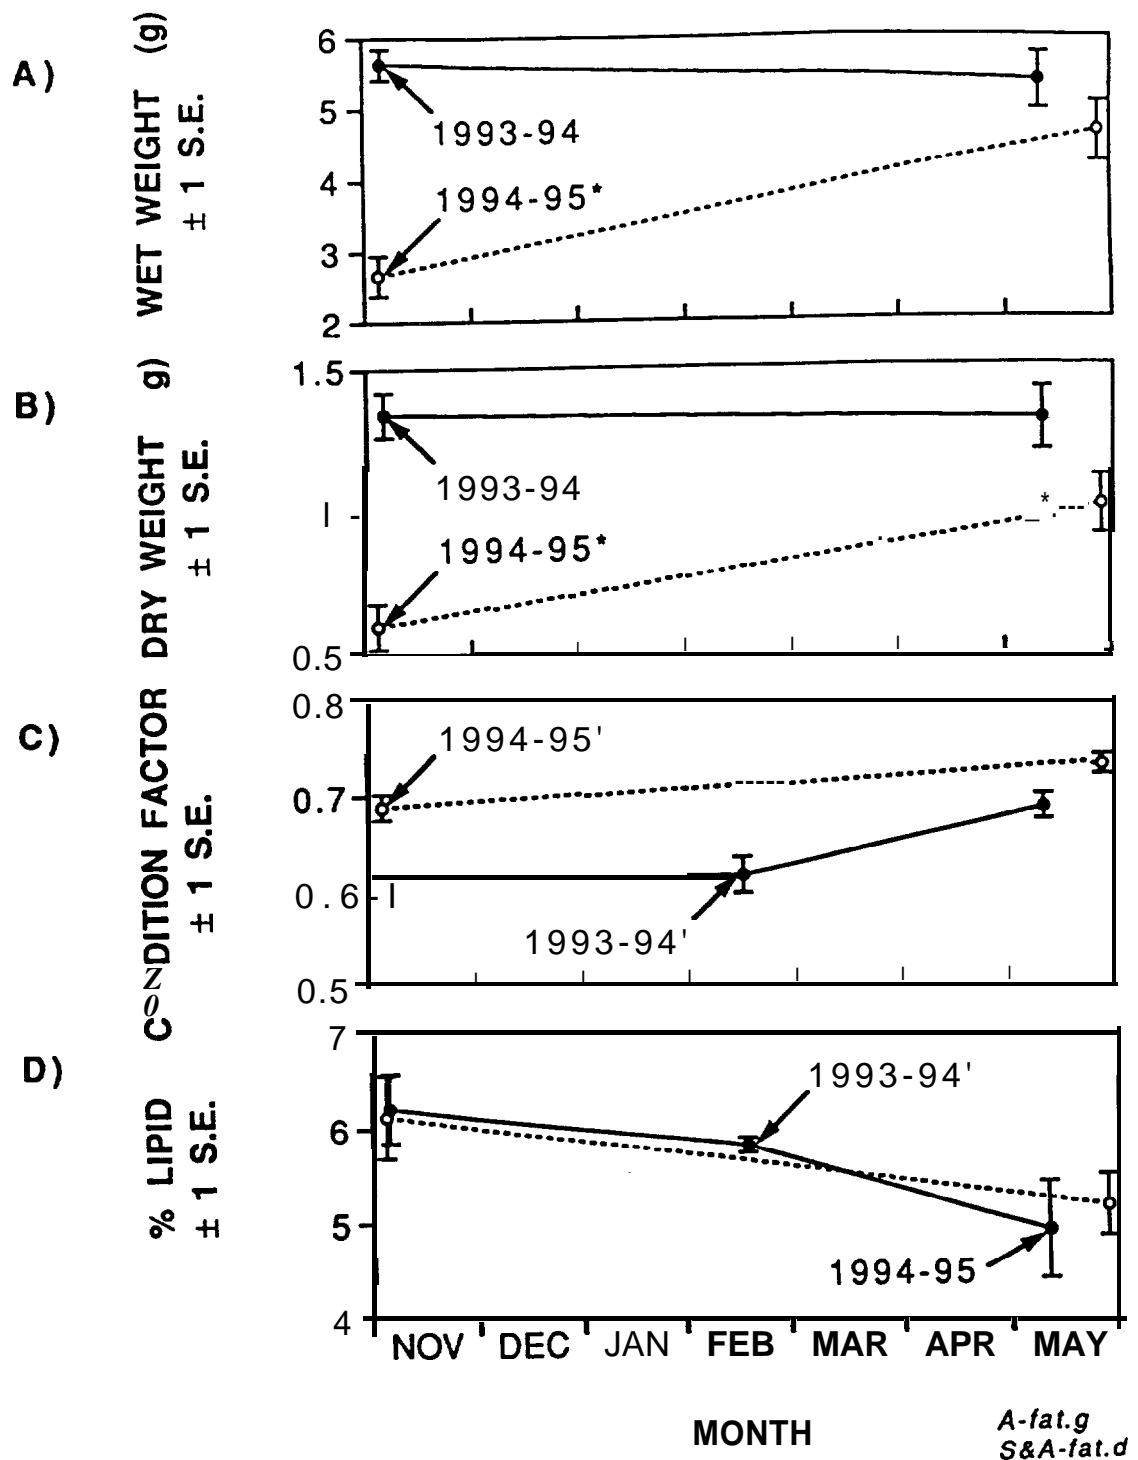 A)
WET WEIGHT (g)
± 1 S.E.
6
5
4
3
2
1993-94
1994-95*
B)
DRY WEIGHT g)
± 1 S.E.
1.5
I -
0.5
1993-94
1994-95*
*
C)
CONDITION FACTOR
± 1 S.E.
0.8
0.7
0.6
0.5
1994-95'
1993-94'
D)
% LIPID
± 1 S.E.
7
6
5
4
1993-94'
1994-95
NOV DEC JAN FEB MAR APR MAY
MONTH
A-fat.g
S&A-fat.d